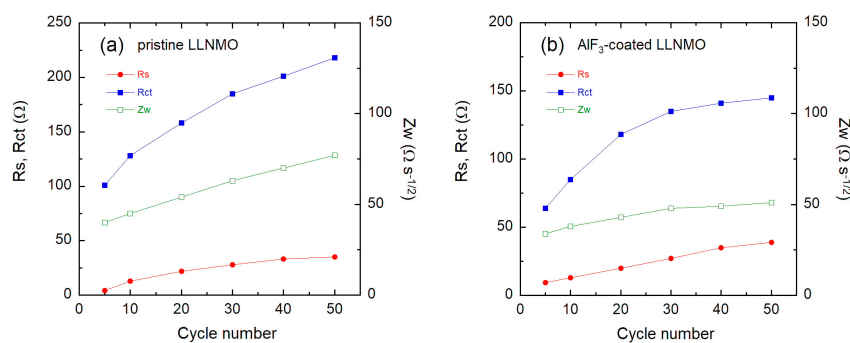 (a) pristine LLNMO
Rs
Rct
Zw
250
200
150
100
75
50
25
0
150
100
50
0
0 10 20 30 40 50
Rs, Rct (Ω)
Zw (Ω s-1/2)
Cycle number
(b) AlF3-coated LLNMO
Rs
Rct
Zw
200
150
100
50
0
150
100
50
0
0 10 20 30 40 50
Rs, Rct (Ω)
Zw (Ω s-1/2)
Cycle number